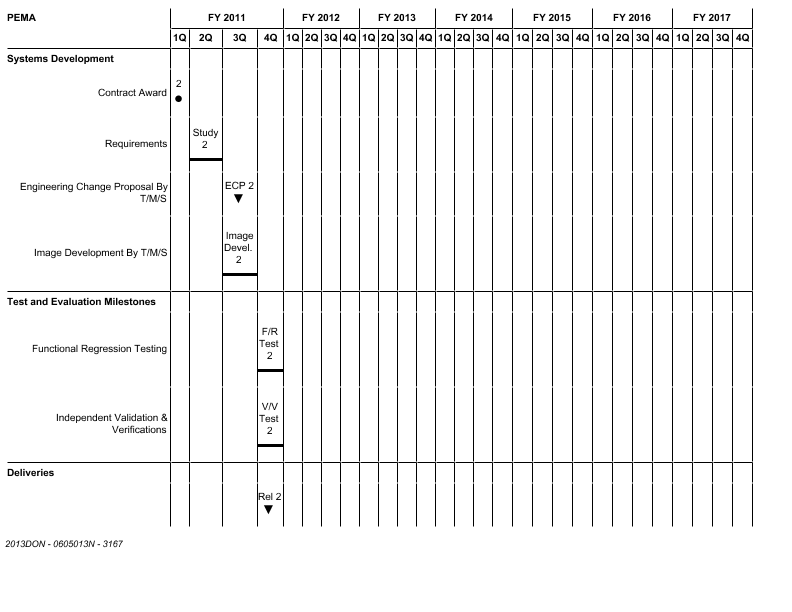 PEMA FY 2011 FY 2012 FY 2013 FY 2014 FY 2015 FY 2016 FY 2017
1Q 2Q 3Q 4Q 1Q 2Q 3Q 4Q 1Q 2Q 3Q 4Q 1Q 2Q 3Q 4Q 1Q 2Q 3Q 4Q 1Q 2Q 3Q 4Q 1Q 2Q 3Q 4Q
Systems Development
2
Contract Award
Study
2
Requirements
Engineering Change Proposal By
T/M/S
ECP 2
Image
Devel.
2
Image Development By T/M/S
Test and Evaluation Milestones
F/R
Test
2
Functional Regression Testing
V/V
Test
2
Independent Validation &
Verifications
Deliveries
Rel 2
2013DON - 0605013N - 3167